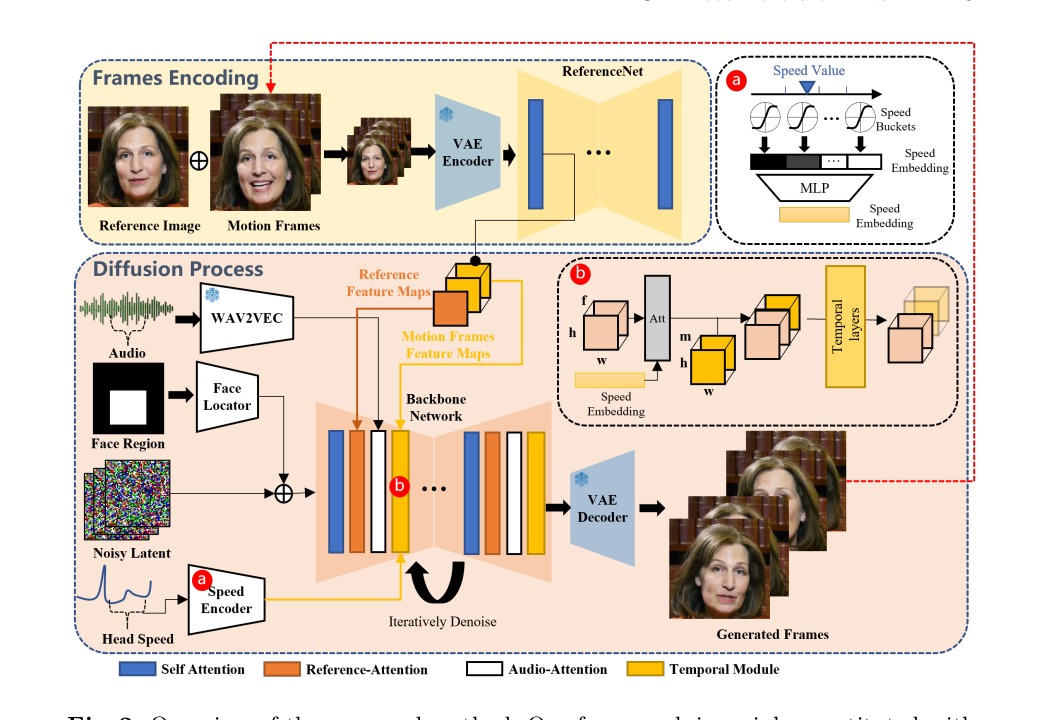 Frames Encoding
ReferenceNet
VAE
Encoder
Reference Image
Motion Frames
a
Speed Value
Speed
Buckets
Speed
Embedding
MLP
Speed
Embedding
Diffusion Process
Reference
Feature Maps
WAV2VEC
Audio
Motion Frames
Feature Maps
Face
Locator
Face Region
Backbone
Network
b
f
h
w
Att
m
h
w
Temporal
layers
Speed
Embedding
b
VAE
Decoder
Noisy Latent
a
Speed
Encoder
Head Speed
Iteratively Denoise
Generated Frames
Self Attention
Reference-Attention
Audio-Attention
Temporal Module